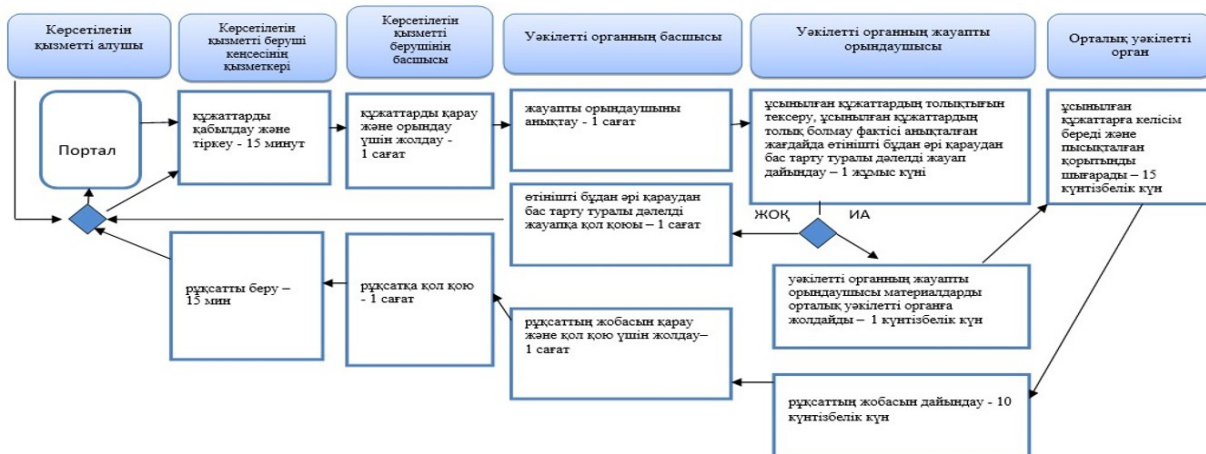 Көрсетілетін
қызметті алушы
Көрсетілетін
қызметті беруші
кеңсесінің
қызметкері
Көрсетілетін
қызметті
берушінің
басшысы
Уәкілетті органның басшысы
Уәкілетті органның жауапты
орындаушысы
Орталық уәкілетті
орган
Портал
құжаттарды
қабылдау және
тіркеу - 15 минут
құжаттарды қарау
және орындау
үшін жолдау -
1 сағат
жауапты орындаушыны
анықтау - 1 сағат
ұсынылған құжаттардың толықтығын
тексеру, ұсынылған құжаттардың
толық болмау фактісі анықталған
жағдайда өтінішті бұдан әрі қараудан
бас тарту туралы дәлелді жауап
дайындау – 1 жұмыс күні
ұсынылған
құжаттарға келісім
береді және
пысықталған
қорытынды
шығарады – 15
күнтізбелік күн
өтінішті бұдан әрі қараудан
бас тарту туралы дәлелді
жауапқа қол қоюы – 1 сағат
ЖОҚ ИА
рұқсатты беру –
15 мин
рұқсатқа қол қою
- 1 сағат
рұқсаттың жобасын қарау
және қол қою үшін жолдау–
1 сағат
уәкілетті органның жауапты
орындаушысы материалдарды
орталық уәкілетті органға
жолдайды – 1 күнтізбелік күн
рұқсаттың жобасын дайындау - 10
күнтізбелік күн